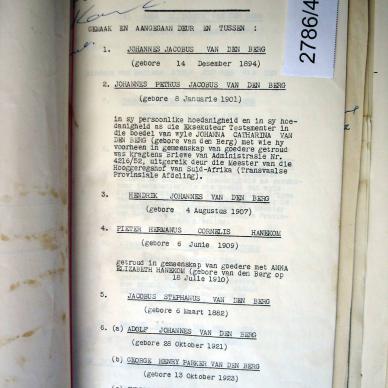 GEMAAK EN AANGEGAAN DEUR EN TUSSEN :
2786/4
1. JOHANNES JACOBUS VAN DEN BERG
(gebore 14 Desember 1894)
2. JOHANNES PETRUS JACOBUS VAN DEN BERG
(gebore 8 Januarie 1901)
in sy persoonlike hoedanigheid en in sy hoe-
danigheid as die Eksekuteur Testamenter in
die boedel van wyle JOHANNA CATHARINA VAN
DEN BERG (gebore van den Berg) met wie hy
voorheen in gemeenskap van goedere getroud
was kragtens Briewe van Administrasie Nr.
4216/52, uitgereik deur die Meester van die
Hooggeregshof van Suid-Afrika (Transvaalse
Provinsiale Afdeling).
3. HENDRIK JOHANNES VAN DEN BERG
(gebore 4 Augustus 1907)
4. PIETER HERMANUS CORNELIS HANEKOM
(gebore 6 Junie 1909)
getroud in gemeenskap van goedere met ANNA
ELIZABETH HANEKOM (gebore van den Berg op
18 Julie 1910)
5. JACOBUS STEPHANUS VAN DEN BERG
(gebore 6 Maart 1882)
6. (a) ADOLF JOHANNES VAN DEN BERG
(gebore 28 Oktober 1921)
(b) GEORGE HENRY PARKER VAN DEN BERG
(gebore 13 Oktober 1923)